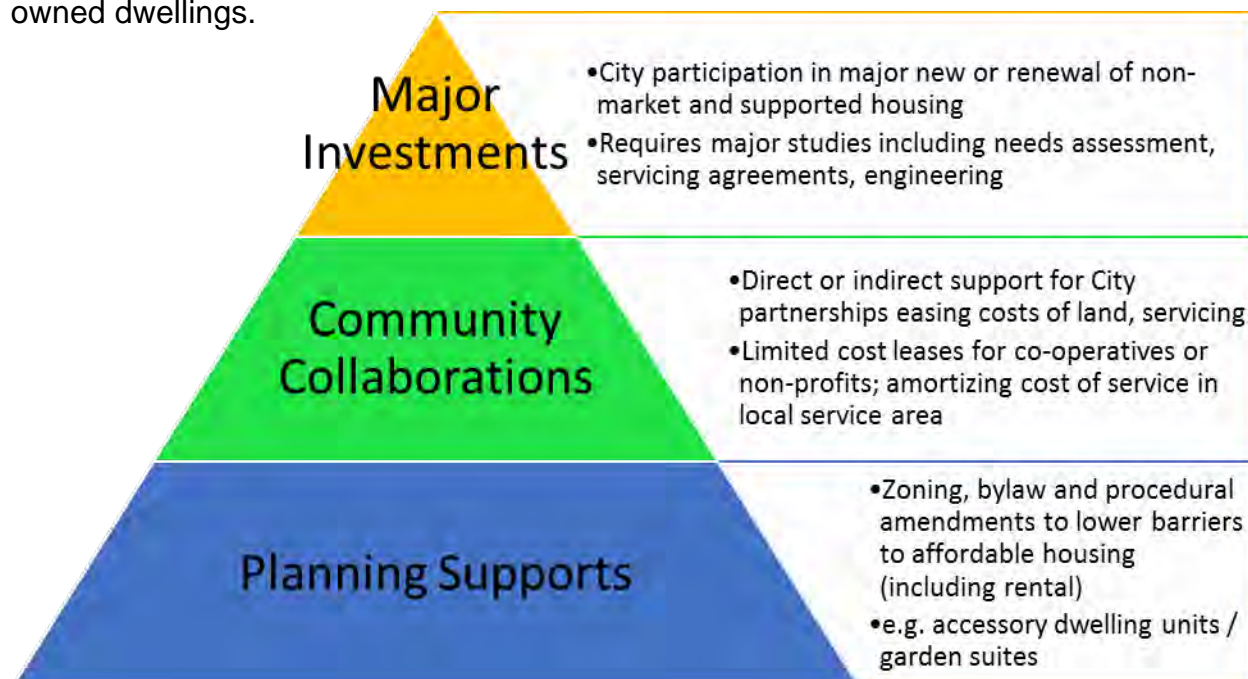 owned dwellings.
Major
Investments
•City participation in major new or renewal of non-
market and supported housing
•Requires major studies including needs assessment,
servicing agreements, engineering
Community
Collaborations
•Direct or indirect support for City
partnerships easing costs of land, servicing
•Limited cost leases for co-operatives or
non-profits; amortizing cost of service in
local service area
Planning Supports
•Zoning, bylaw and procedural
amendments to lower barriers
to affordable housing
(including rental)
•e.g. accessory dwelling units /
garden suites